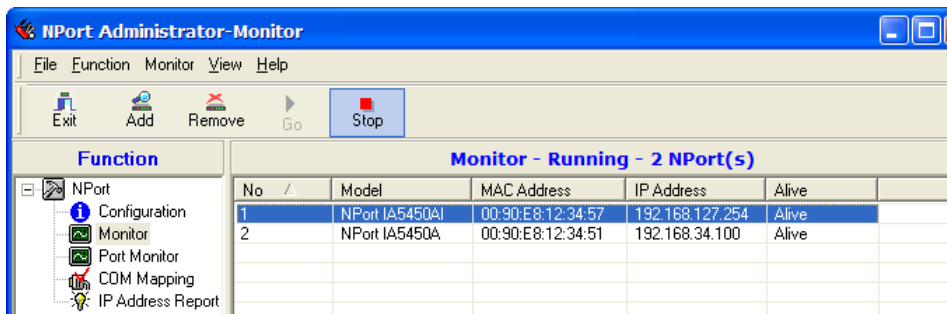 NPort Administrator-Monitor
File Function Monitor View Help
Exit Add Remove Go Stop
Function
Monitor - Running - 2 NPort(s)
NPort
Configuration
Monitor
Port Monitor
COM Mapping
IP Address Report
No Model MAC Address IP Address Alive
1 NPort IA5450AI 00:90:E8:12:34:57 192.168.127.254 Alive
2 NPort IA5450A 00:90:E8:12:34:51 192.168.34.100 Alive